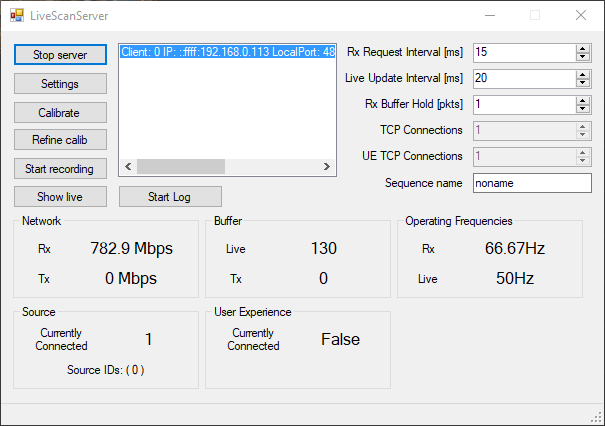 LiveScanServer
Stop server
Settings
Calibrate
Refine calib
Start recording
Show live
Start Log
Client: 0 IP: ::ffff:192.168.0.113 LocalPort: 48
Rx Request Interval [ms] 15
Live Update Interval [ms] 20
Rx Buffer Hold [pkts] 1
TCP Connections 1
UE TCP Connections 1
Sequence name noname
Network
Rx 782.9 Mbps
Tx 0 Mbps
Buffer
Live 130
Tx 0
Operating Frequencies
Rx 66.67Hz
Live 50Hz
Source
Currently
Connected 1
Source IDs: ( 0 )
User Experience
Currently
Connected False